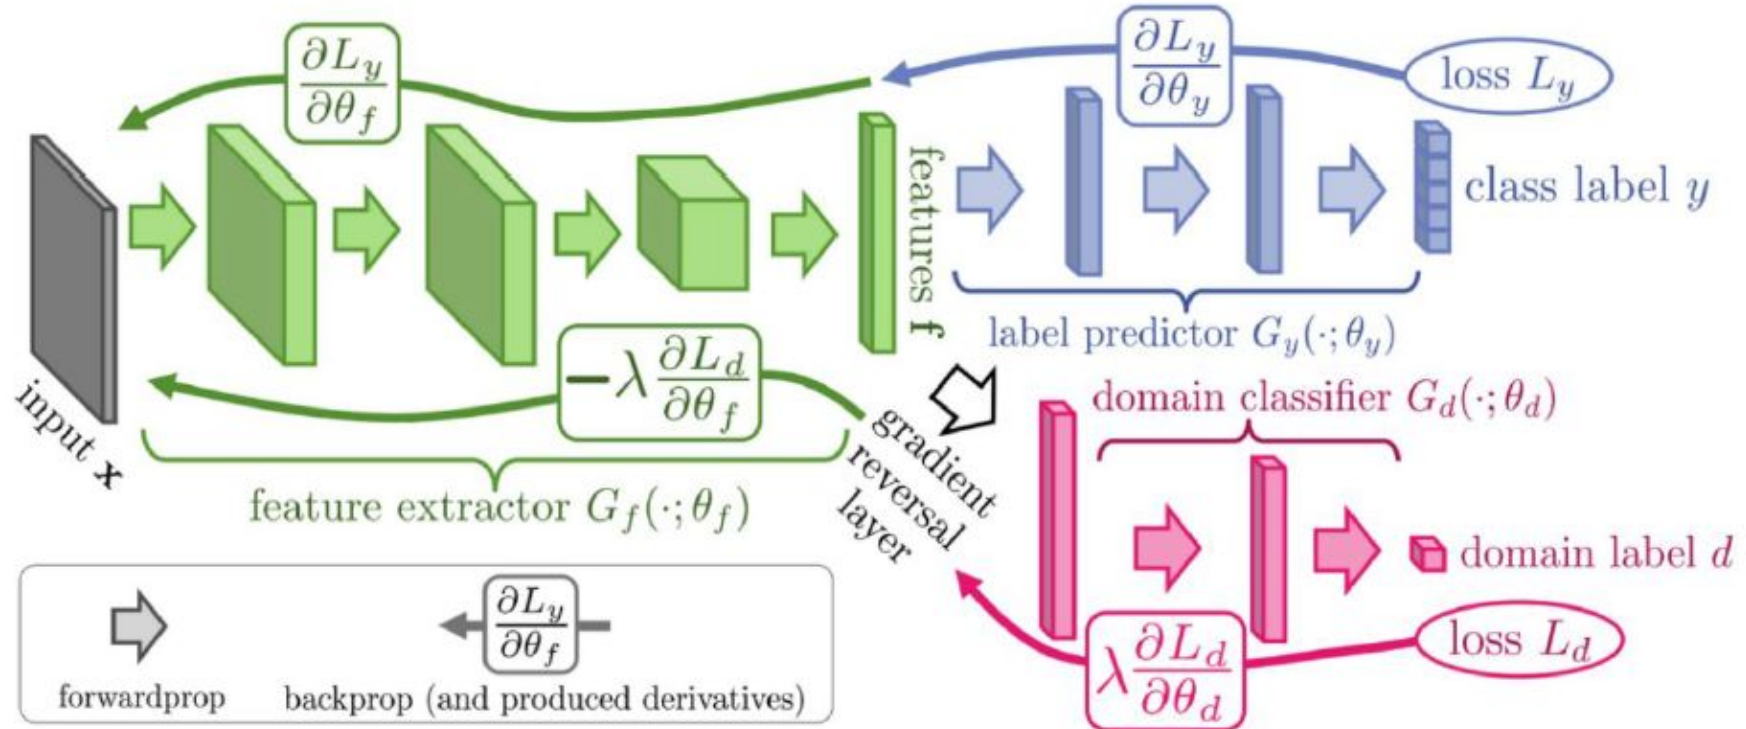 ∂L_y/∂θ_f
∂L_y/∂θ_y
loss L_y
features f
class label y
label predictor G_y(·; θ_y)
−λ ∂L_d/∂θ_f
input x
feature extractor G_f(·; θ_f)
gradient
reversal
layer
domain classifier G_d(·; θ_d)
domain label d
loss L_d
λ ∂L_d/∂θ_d
∂L_y/∂θ_f
forwardprop
backprop (and produced derivatives)